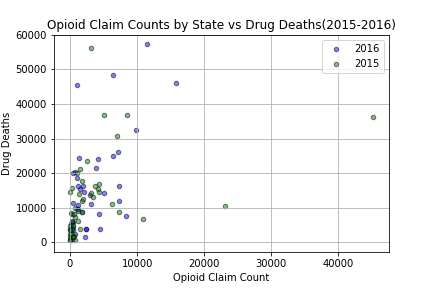 Opioid Claim Counts by State vs Drug Deaths(2015-2016)
60000
50000
40000
30000
20000
10000
0
Drug Deaths
2016
2015
0 10000 20000 30000 40000
Opioid Claim Count